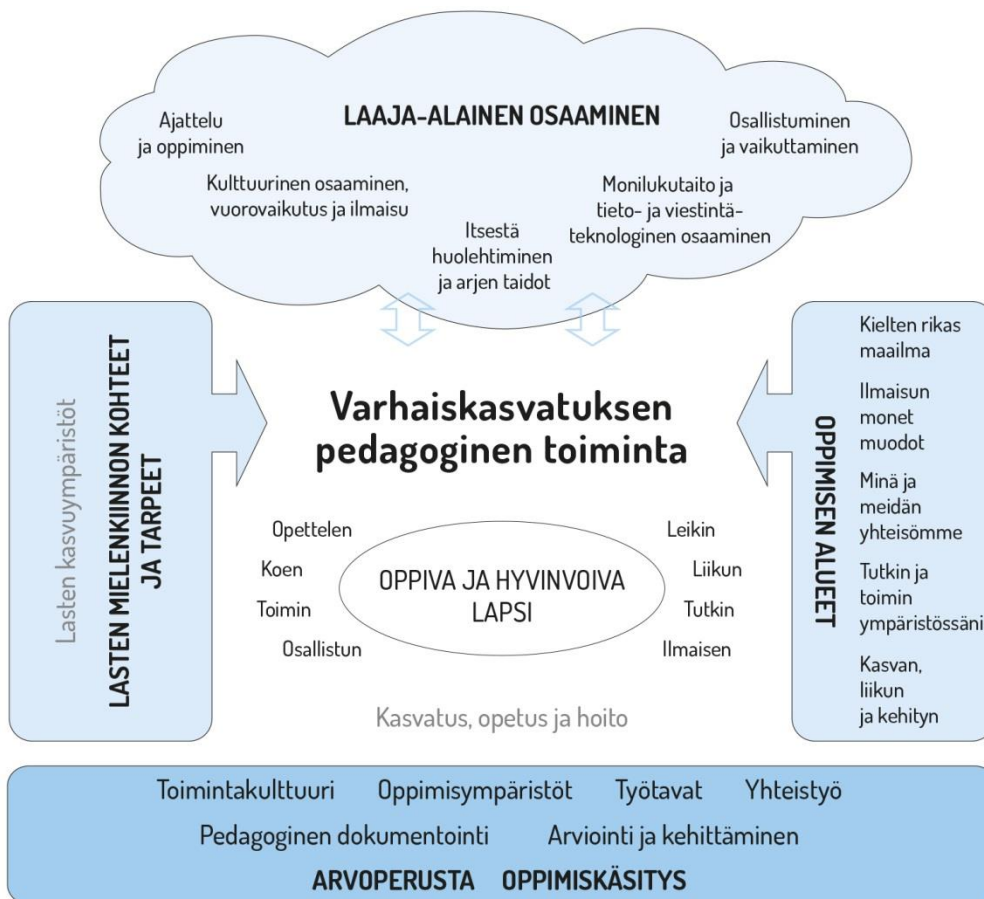 LAAJA-ALAINEN OSAAMINEN
Ajattelu
ja oppiminen
Kulttuurinen osaaminen,
vuorovaikutus ja ilmaisu
Itsestä
huolehtiminen
ja arjen taidot
Monilukutaito ja
tieto- ja viestintä-
teknologinen osaaminen
Osallistuminen
ja vaikuttaminen
Lasten kasvuympäristöt
LASTEN MIELENKIINNON KOHTEET
JA TARPEET
Varhaiskasvatuksen
pedagoginen toiminta
Opettelen
Koen
Toimin
Osallistun
OPPIVA JA HYVINVOIVA
LAPSI
Leikin
Liikun
Tutkin
Ilmaisen
Kasvatus, opetus ja hoito
OPPIMISEN ALUEET
Kielten rikas
maailma
Ilmaisun
monet
muodot
Minä ja
meidän
yhteisömme
Tutkin ja
toimin
ympäristössäni
Kasvan,
liikun
ja kehityn
Toimintakulttuuri Oppimisympäristöt Työtavat Yhteistyö
Pedagoginen dokumentointi Arviointi ja kehittäminen
ARVOPERUSTA OPPIMISKÄSITYS